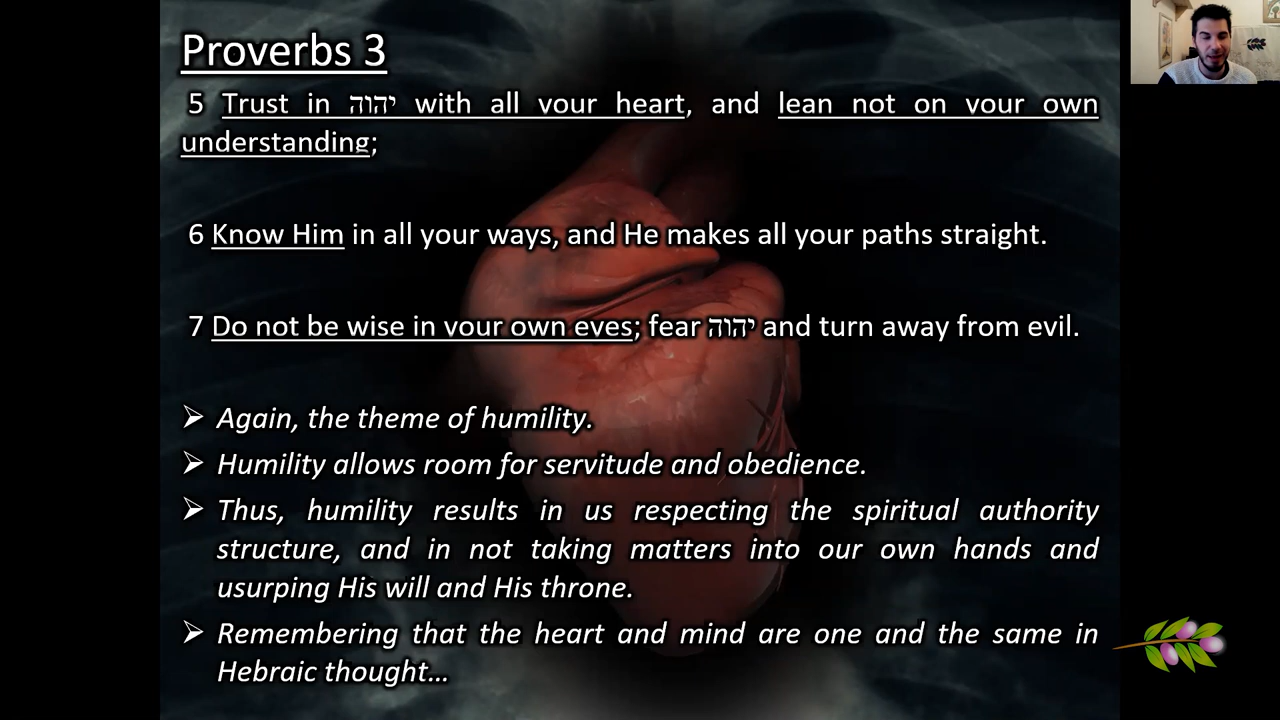 Proverbs 3
5 Trust in יהוה with all your heart, and lean not on your own
understanding;
6 Know Him in all your ways, and He makes all your paths straight.
7 Do not be wise in your own eyes; fear יהוה and turn away from evil.
➢ Again, the theme of humility.
➢ Humility allows room for servitude and obedience.
➢ Thus, humility results in us respecting the spiritual authority
structure, and in not taking matters into our own hands and
usurping His will and His throne.
➢ Remembering that the heart and mind are one and the same in
Hebraic thought…